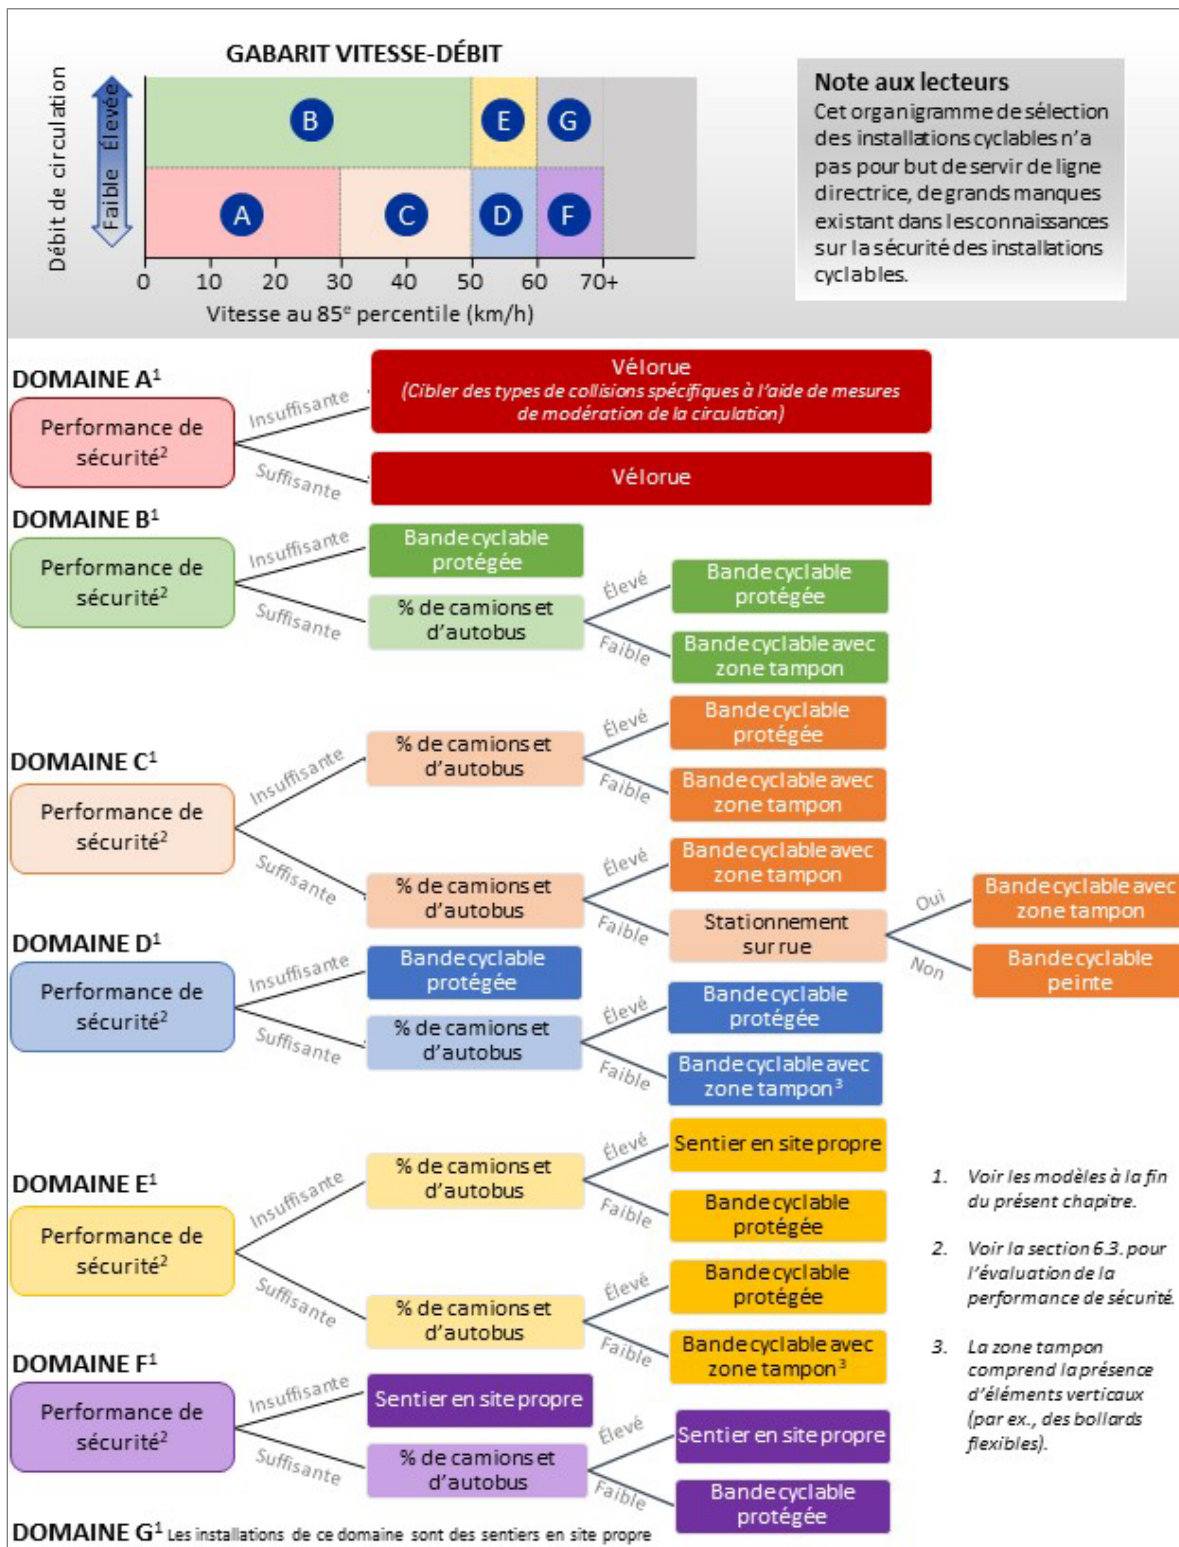 GABARIT VITESSE-DÉBIT
Débit de circulation
Faible Élevée
B
E
G
A
C
D
F
0 10 20 30 40 50 60 70+
Vitesse au 85e percentile (km/h)
Note aux lecteurs
Cet organigramme de sélection
des installations cyclables n'a
pas pour but de servir de ligne
directrice, de grands manques
existant dans les connaissances
sur la sécurité des installations
cyclables.
DOMAINE A¹
Performance de
sécurité²
Insuffisante
Suffisante
Vélorue
(Cibler des types de collisions spécifiques à l'aide de mesures
de modération de la circulation)
Vélorue
DOMAINE B¹
Performance de
sécurité²
Insuffisante
Suffisante
Bande cyclable
protégée
% de camions et
d'autobus
Élevé
Faible
Bande cyclable
protégée
Bande cyclable avec
zone tampon
DOMAINE C¹
Performance de
sécurité²
Insuffisante
Suffisante
% de camions et
d'autobus
Élevé
Faible
Bande cyclable
protégée
Bande cyclable avec
zone tampon
% de camions et
d'autobus
Élevé
Faible
Bande cyclable avec
zone tampon
Stationnement
sur rue
Oui
Non
Bande cyclable avec
zone tampon
Bande cyclable
peinte
DOMAINE D¹
Performance de
sécurité²
Insuffisante
Suffisante
Bande cyclable
protégée
% de camions et
d'autobus
Élevé
Faible
Bande cyclable
protégée
Bande cyclable avec
zone tampon³
DOMAINE E¹
Performance de
sécurité²
Insuffisante
Suffisante
% de camions et
d'autobus
Élevé
Faible
Sentier en site propre
Bande cyclable
protégée
% de camions et
d'autobus
Élevé
Faible
Bande cyclable
protégée
Bande cyclable avec
zone tampon³
DOMAINE F¹
Performance de
sécurité²
Insuffisante
Suffisante
Sentier en site propre
% de camions et
d'autobus
Élevé
Faible
Sentier en site propre
Bande cyclable
protégée
DOMAINE G¹ Les installations de ce domaine sont des sentiers en site propre
1. Voir les modèles à la fin
du présent chapitre.
2. Voir la section 6.3. pour
l'évaluation de la
performance de sécurité.
3. La zone tampon
comprend la présence
d'éléments verticaux
(par ex., des bollards
flexibles).